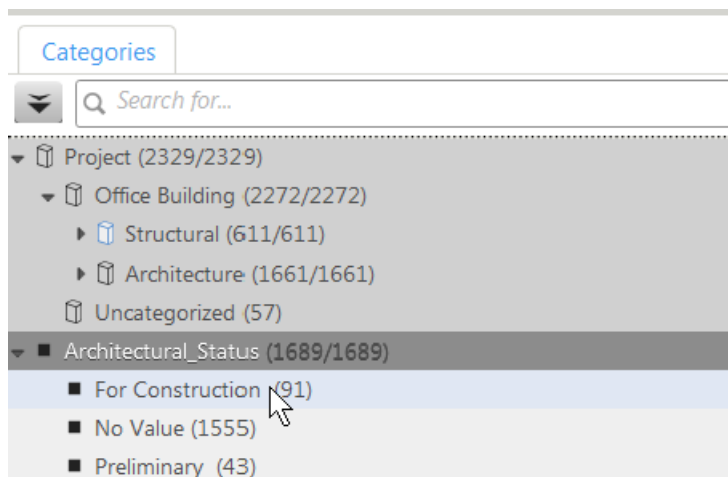 Categories
Search for...
Project (2329/2329)
Office Building (2272/2272)
Structural (611/611)
Architecture (1661/1661)
Uncategorized (57)
Architectural_Status (1689/1689)
For Construction (91)
No Value (1555)
Preliminary (43)